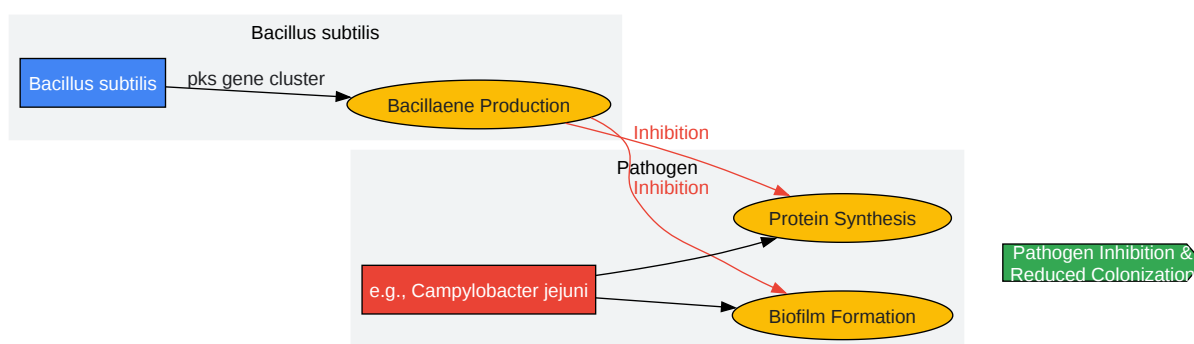 Bacillus subtilis
Bacillus subtilis
pks gene cluster
Bacillaene Production
Inhibition
Pathogen
Inhibition
Protein Synthesis
e.g., Campylobacter jejuni
Biofilm Formation
Pathogen Inhibition &
Reduced Colonization